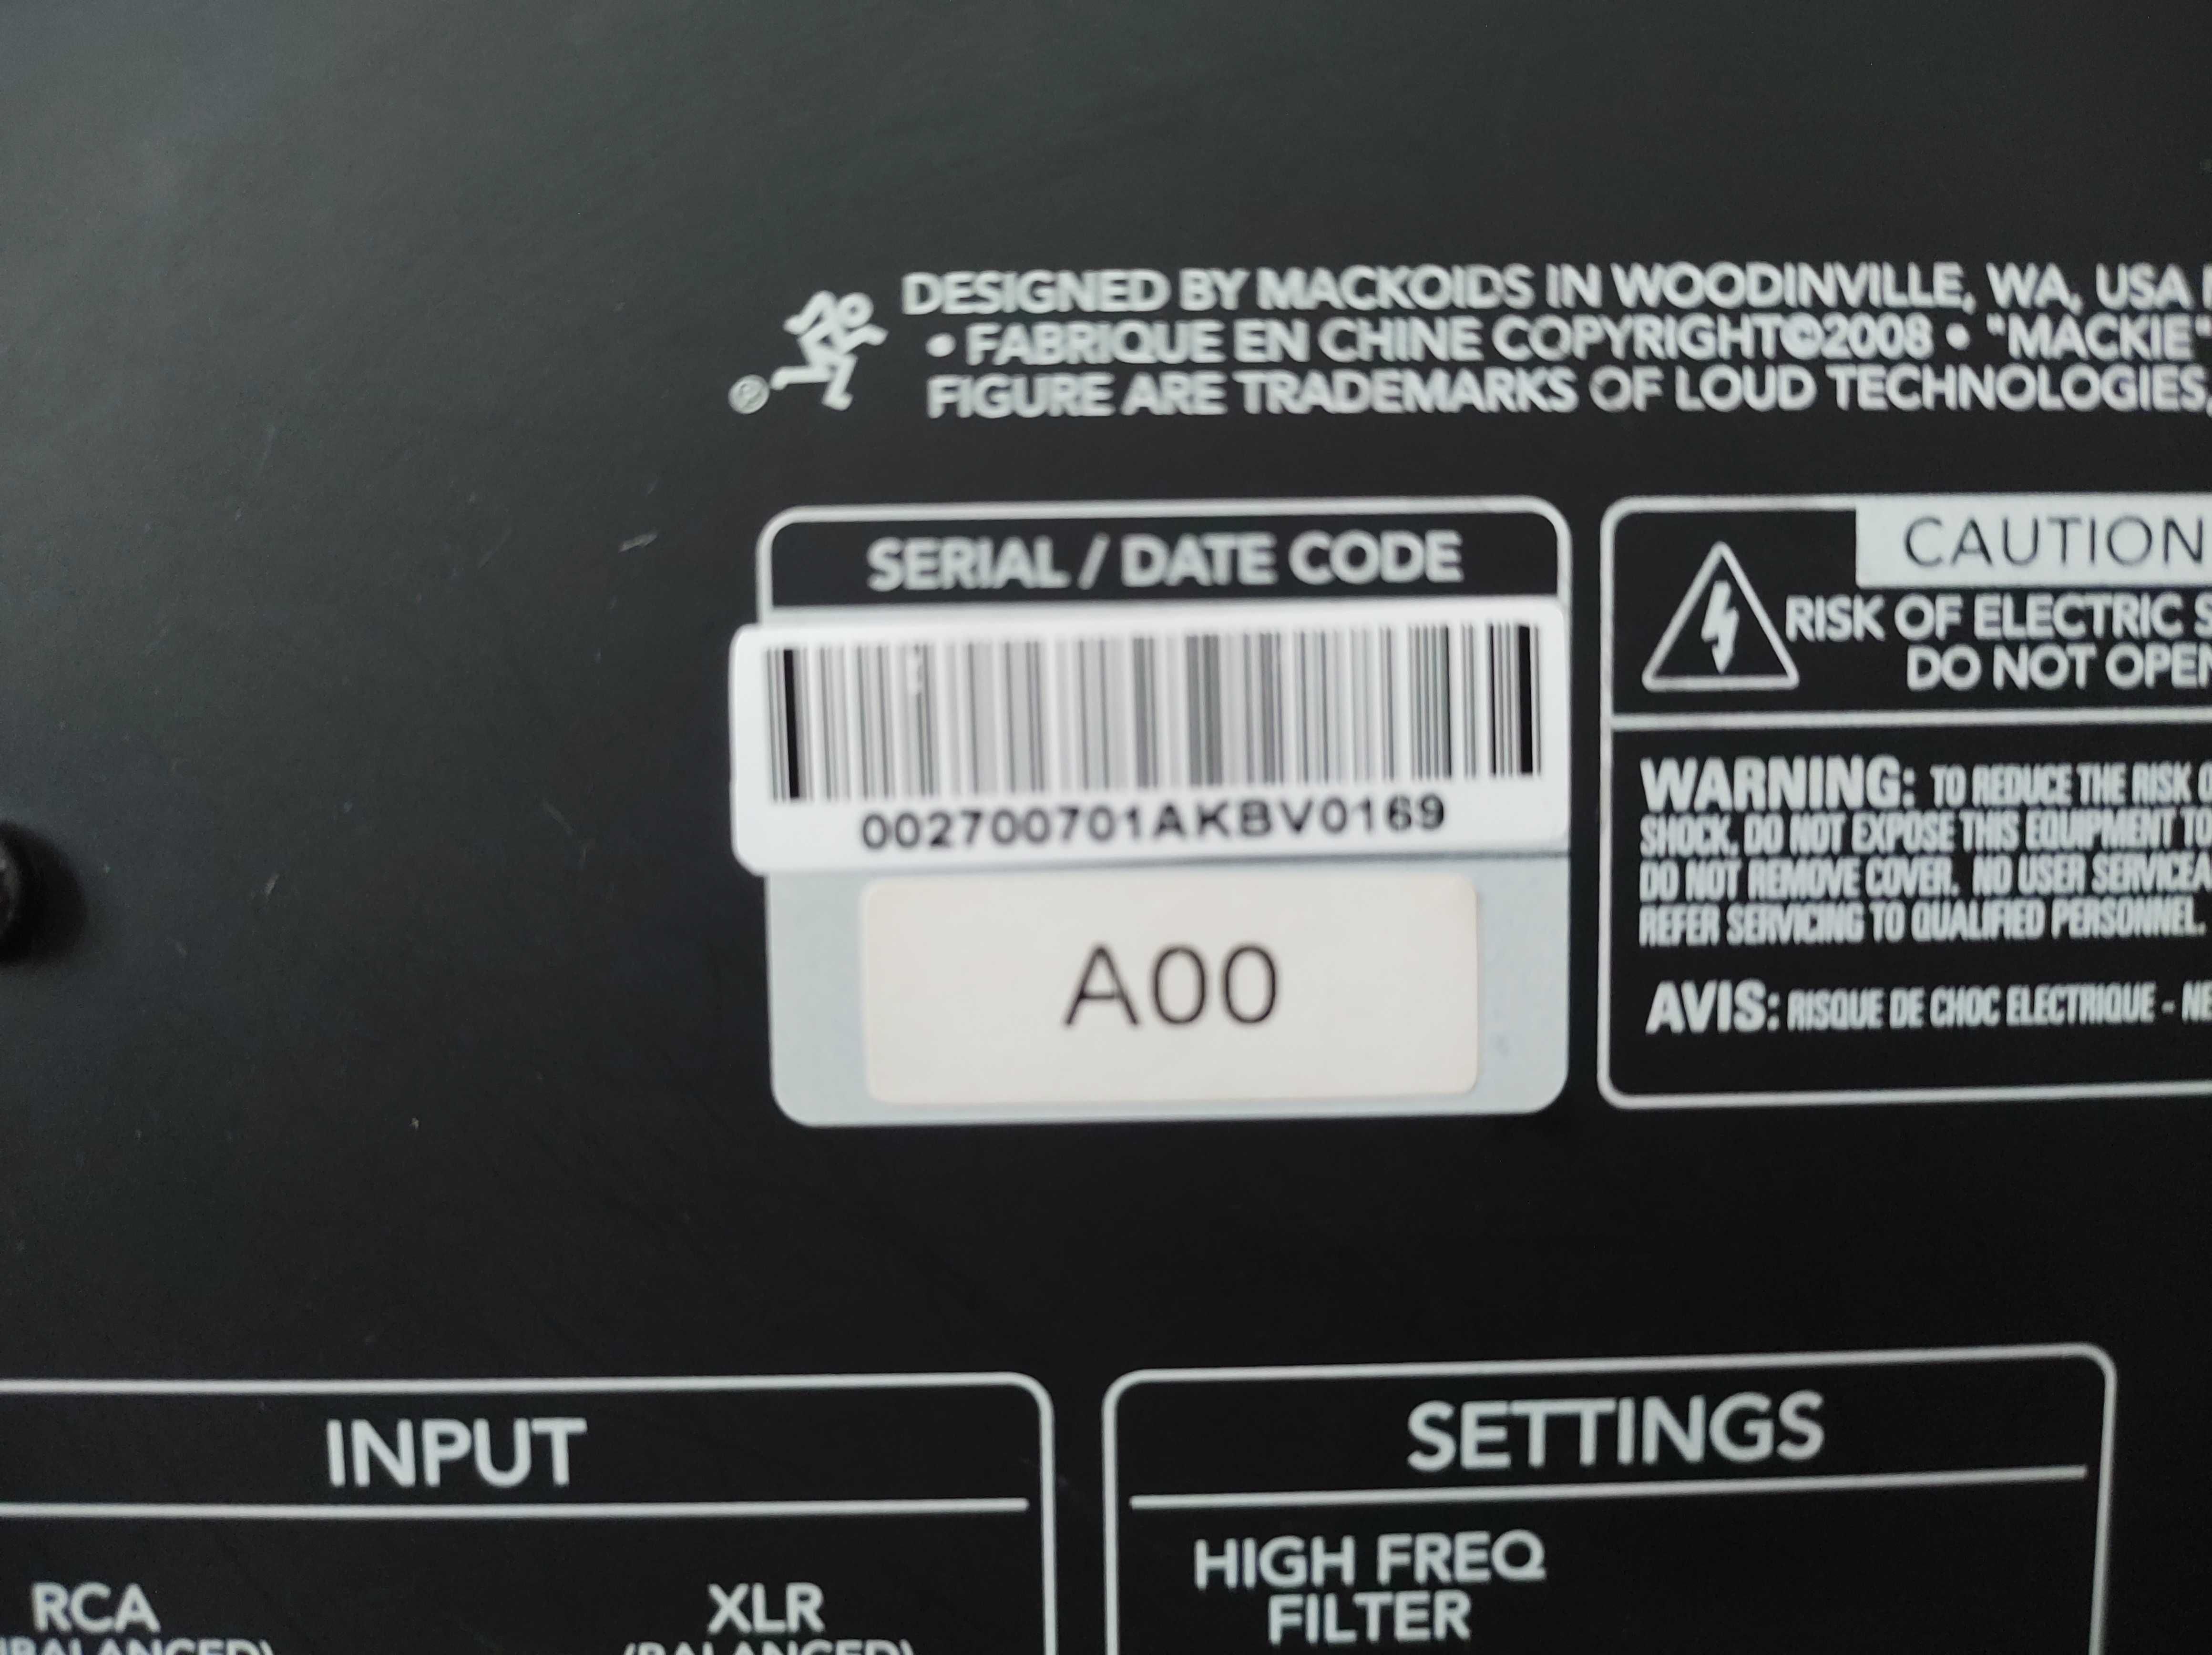 DESIGNED BY MACKOIDS IN WOODINVILLE, WA, USA
• FABRIQUE EN CHINE COPYRIGHT©2008 • "MACKIE"
FIGURE ARE TRADEMARKS OF LOUD TECHNOLOGIES,
SERIAL / DATE CODE
002700701AKBV0169
A00
CAUTION
RISK OF ELECTRIC
DO NOT OPEN
WARNING: TO REDUCE THE RISK
SHOCK, DO NOT EXPOSE THIS EQUIPMENT TO
DO NOT REMOVE COVER. NO USER
REFER SERVICING TO QUALIFIED PERSONNEL.
AVIS: RISQUE DE CHOC ELECTRIQUE -
INPUT
RCA
XLR
(BALANCED)
SETTINGS
HIGH FREQ
FILTER